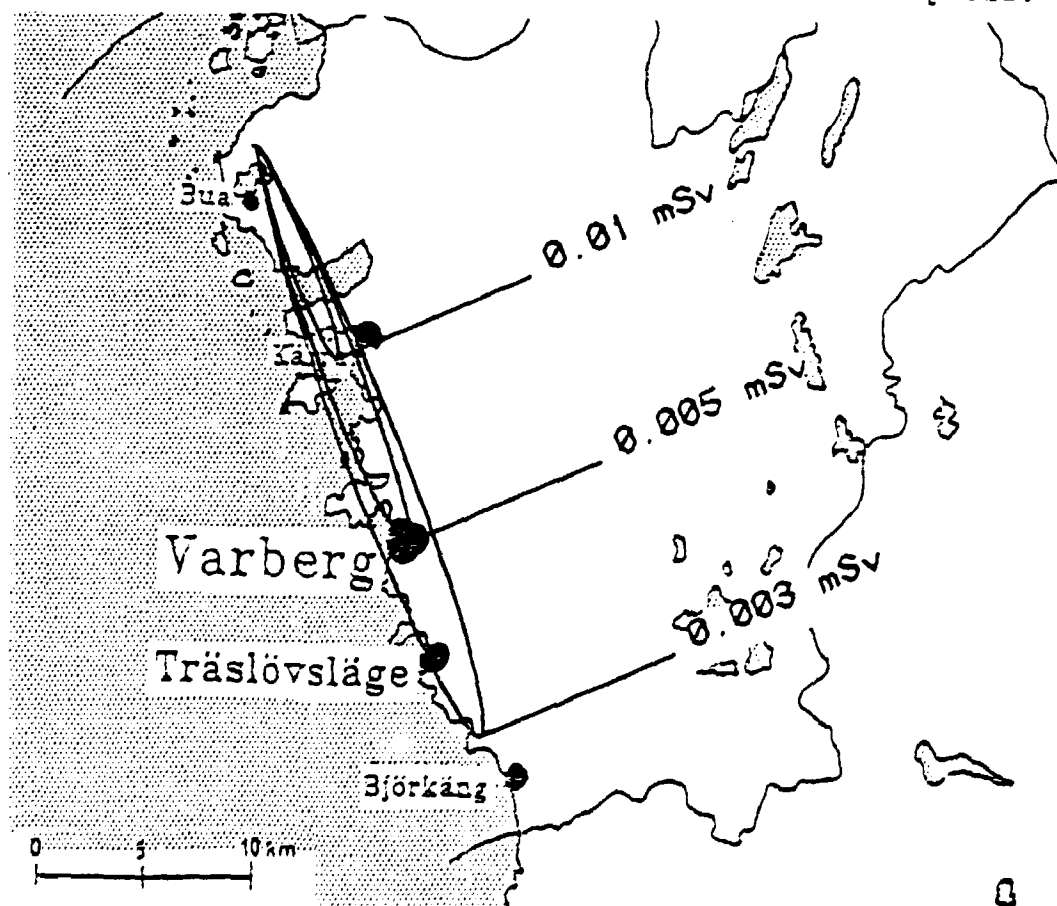 Bua
0.01 mSv
0.005 mSv
Varberg
0.003 mSv
Träslövsläge
Björkäng
0 5 10 km